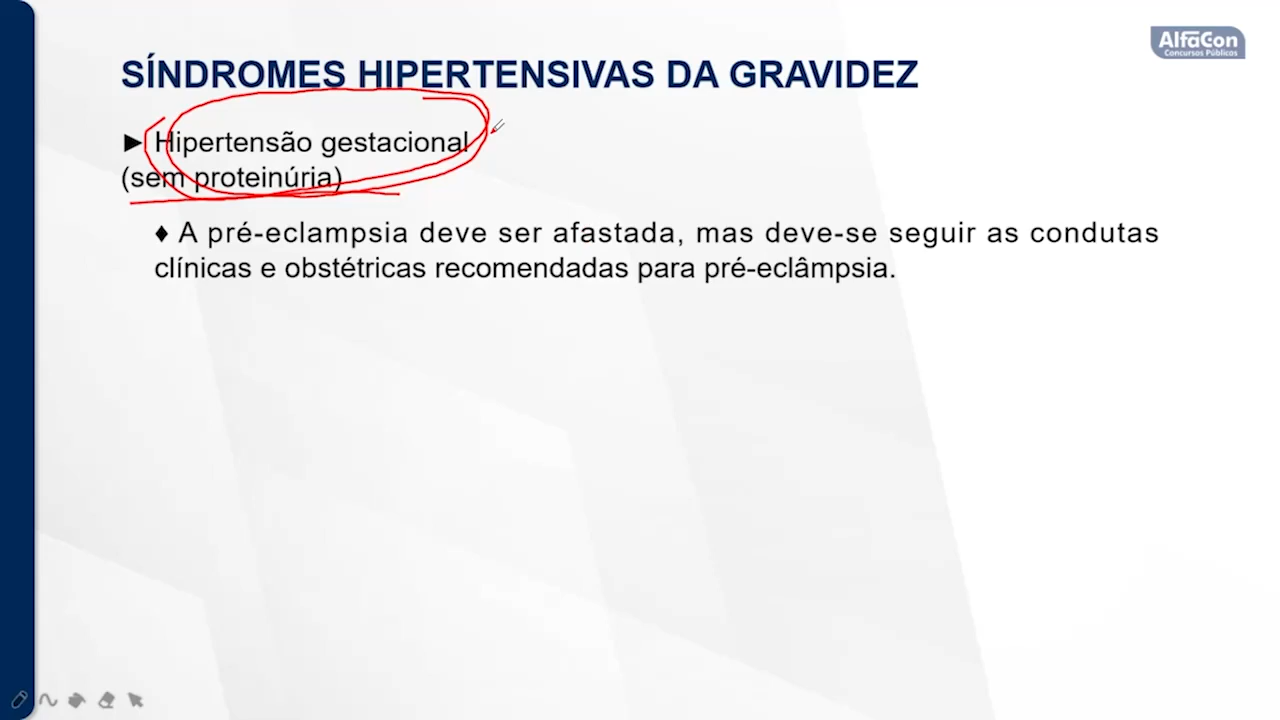 AlfaCon
Concursos Públicos
SÍNDROMES HIPERTENSIVAS DA GRAVIDEZ
► Hipertensão gestacional
(sem proteinúria)
♦ A pré-eclampsia deve ser afastada, mas deve-se seguir as condutas
clínicas e obstétricas recomendadas para pré-eclâmpsia.